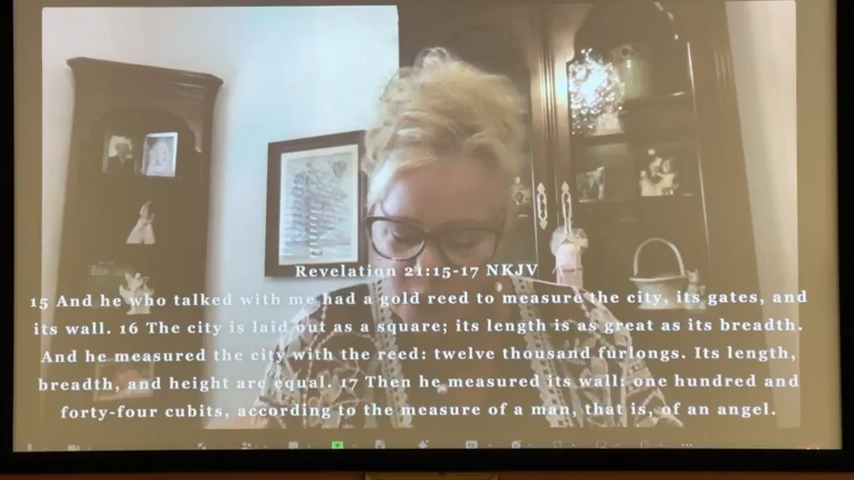 Revelation 21:15-17 NKJV
15 And he who talked with me had a gold reed to measure the city, its gates, and
its wall. 16 The city is laid out as a square; its length is as great as its breadth.
And he measured the city with the reed: twelve thousand furlongs. Its length,
breadth, and height are equal. 17 Then he measured its wall: one hundred and
forty-four cubits, according to the measure of a man, that is, of an angel.